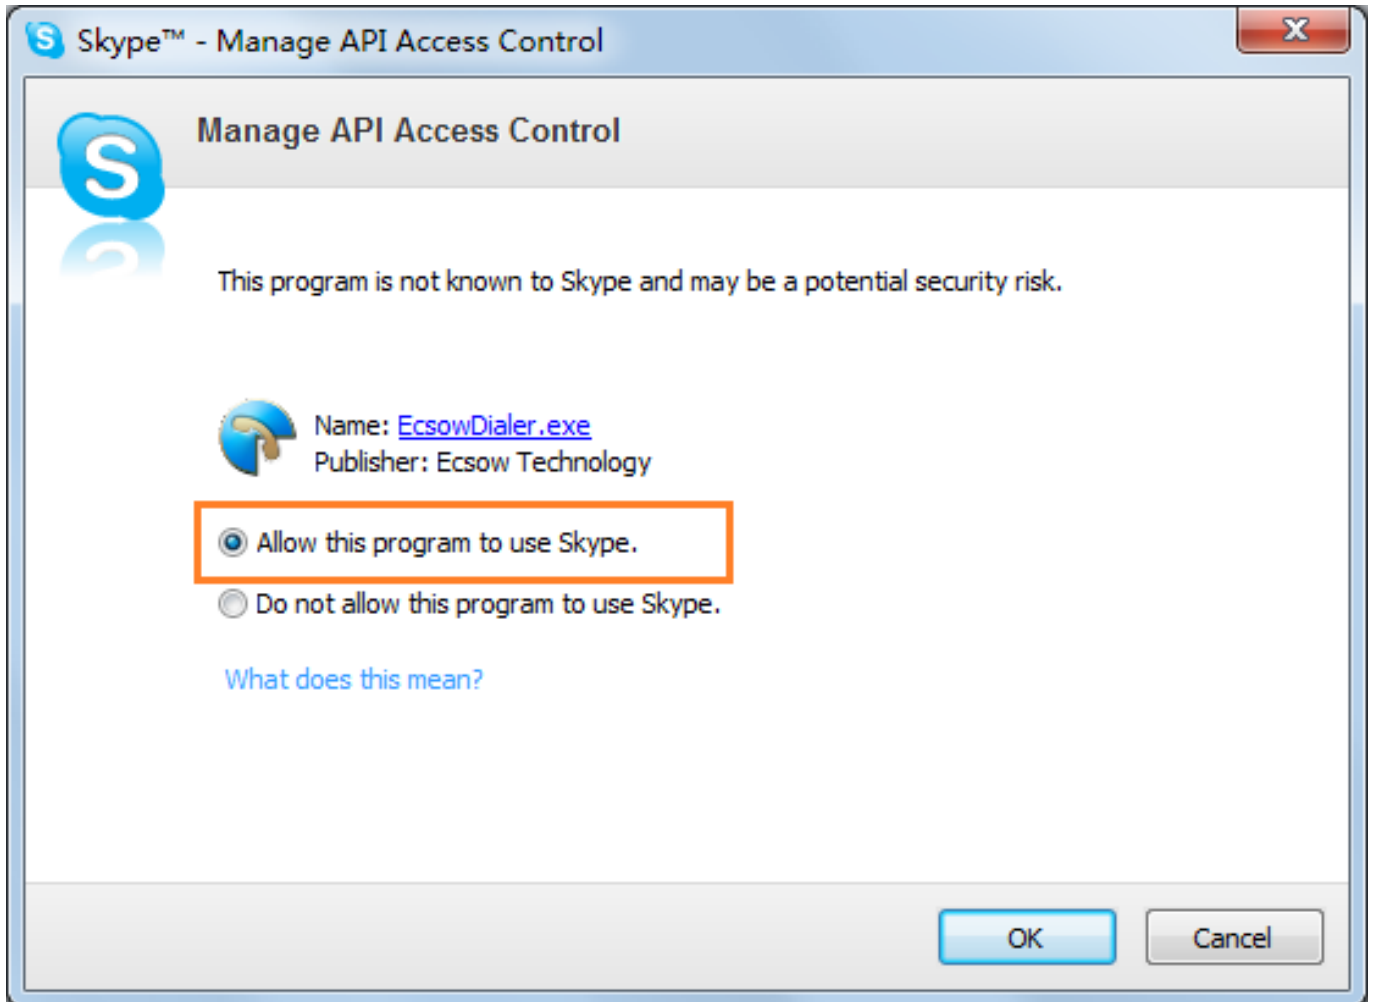 Skype™ - Manage API Access Control
Manage API Access Control
This program is not known to Skype and may be a potential security risk.
Name: EcsowDialer.exe
Publisher: Ecsow Technology
Allow this program to use Skype.
Do not allow this program to use Skype.
What does this mean?
OK Cancel